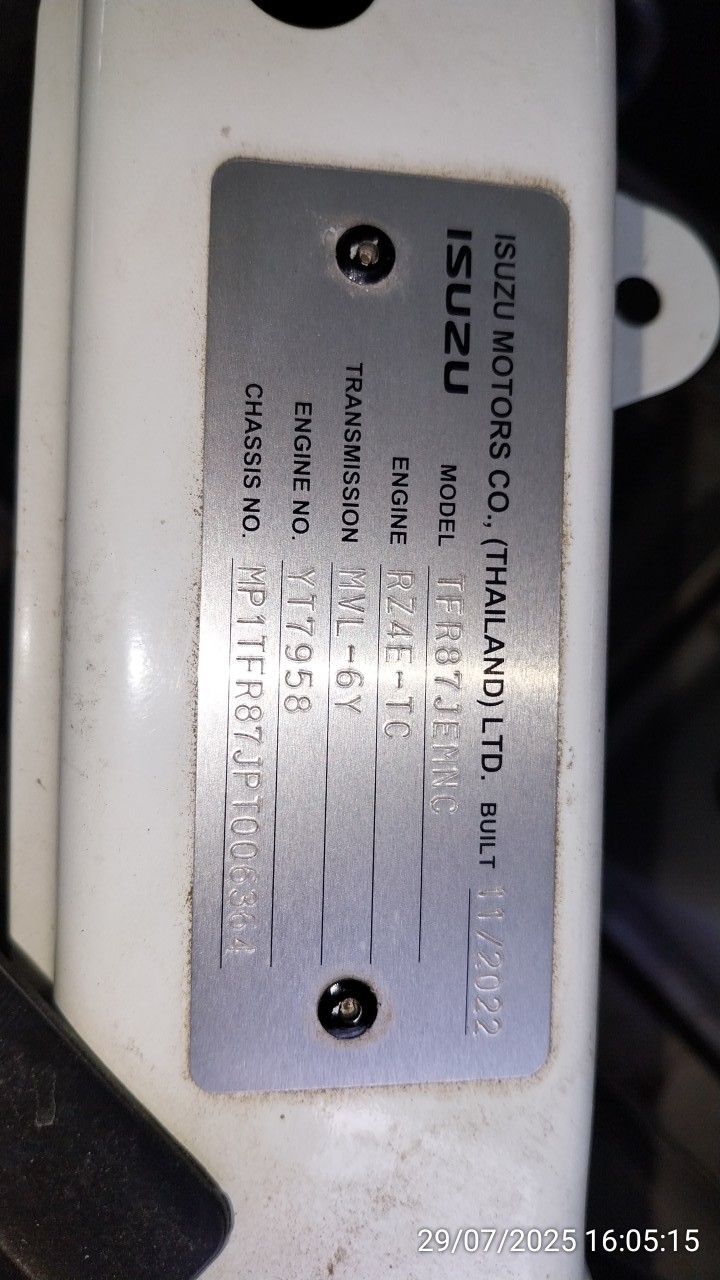 ISUZU MOTORS CO., (THAILAND) LTD. BUILT 11/2022
ISUZU
MODEL TFR87JEMNC
ENGINE RZ4E-TC
TRANSMISSION MVL-6Y
ENGINE NO. YT7958
CHASSIS NO. MP1TFR87JPT006364
29/07/2025 16:05:15